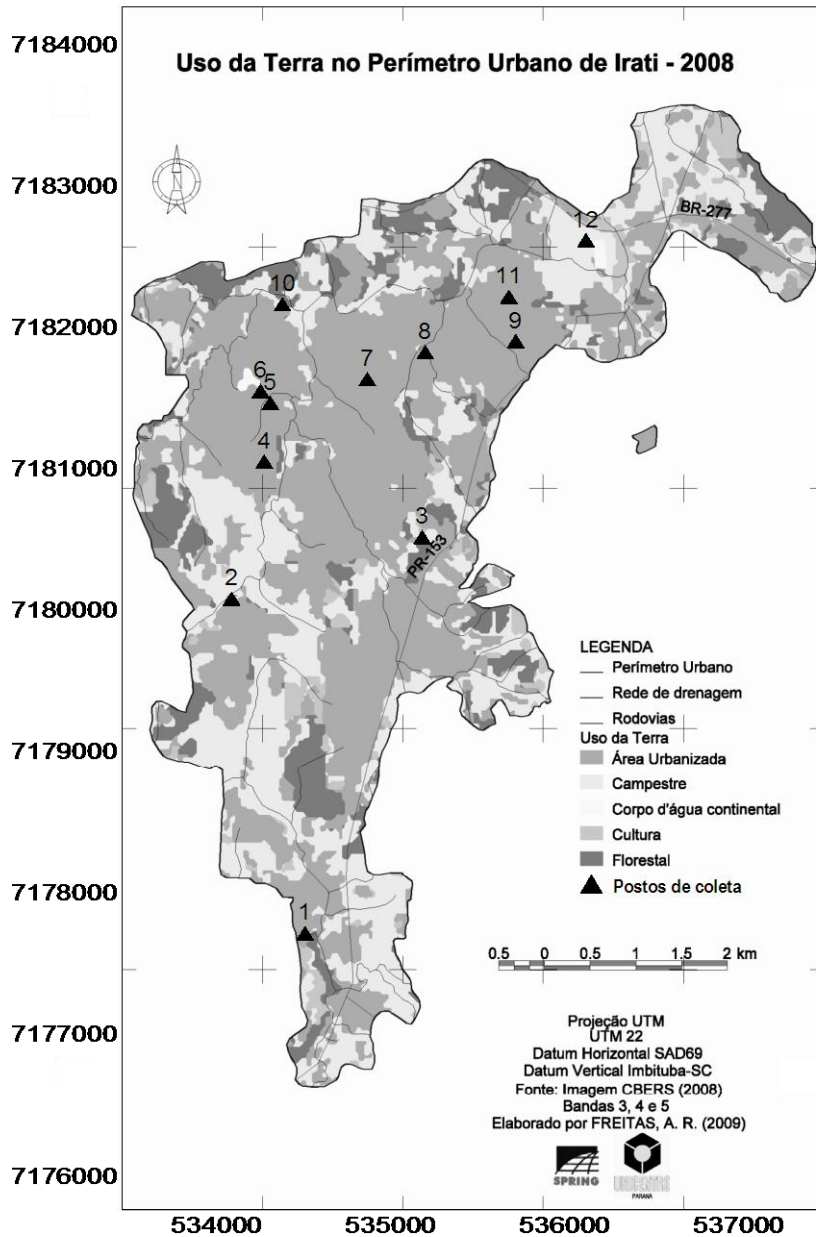 7184000
Uso da Terra no Perímetro Urbano de Irati - 2008
7183000
N
BR-277
12
11
10
7182000
9
8
7
6
5
4
7181000
3
PR-153
2
7180000
LEGENDA
Perímetro Urbano
Rede de drenagem
Rodovias
Uso da Terra
Área Urbanizada
Campestre
Corpo d'água continental
Cultura
Florestal
Postos de coleta
7179000
7178000
1
0.5 0 0.5 1 1.5 2 km
7177000
Projeção UTM
UTM 22
Datum Horizontal SAD69
Datum Vertical Imbituba-SC
Fonte: Imagem CBERS (2008)
Bandas 3, 4 e 5
Elaborado por FREITAS, A. R. (2009)
SPRING
UNICENTRO
PARANÁ
7176000
534000 535000 536000 537000